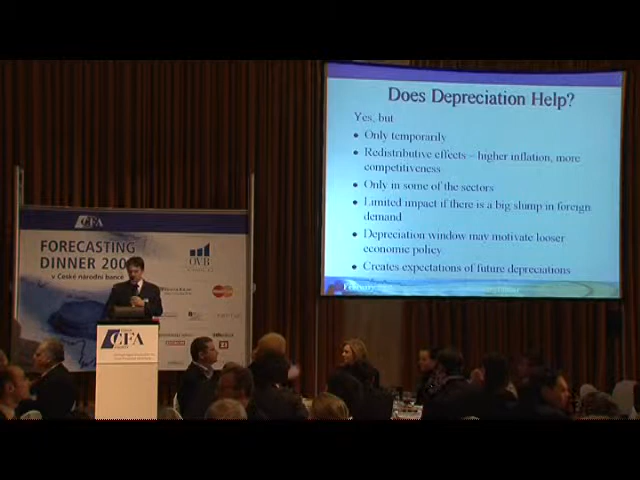 Does Depreciation Help?
Yes, but
• Only temporarily
• Redistributive effects – higher inflation, more
competitiveness
• Only in some of the sectors
• Limited impact if there is a big slump in foreign
demand
• Depreciation window may motivate looser
economic policy
• Creates expectations of future depreciations
February
CFA
FORECASTING
DINNER 200
v České národní bance
OVB
CFA